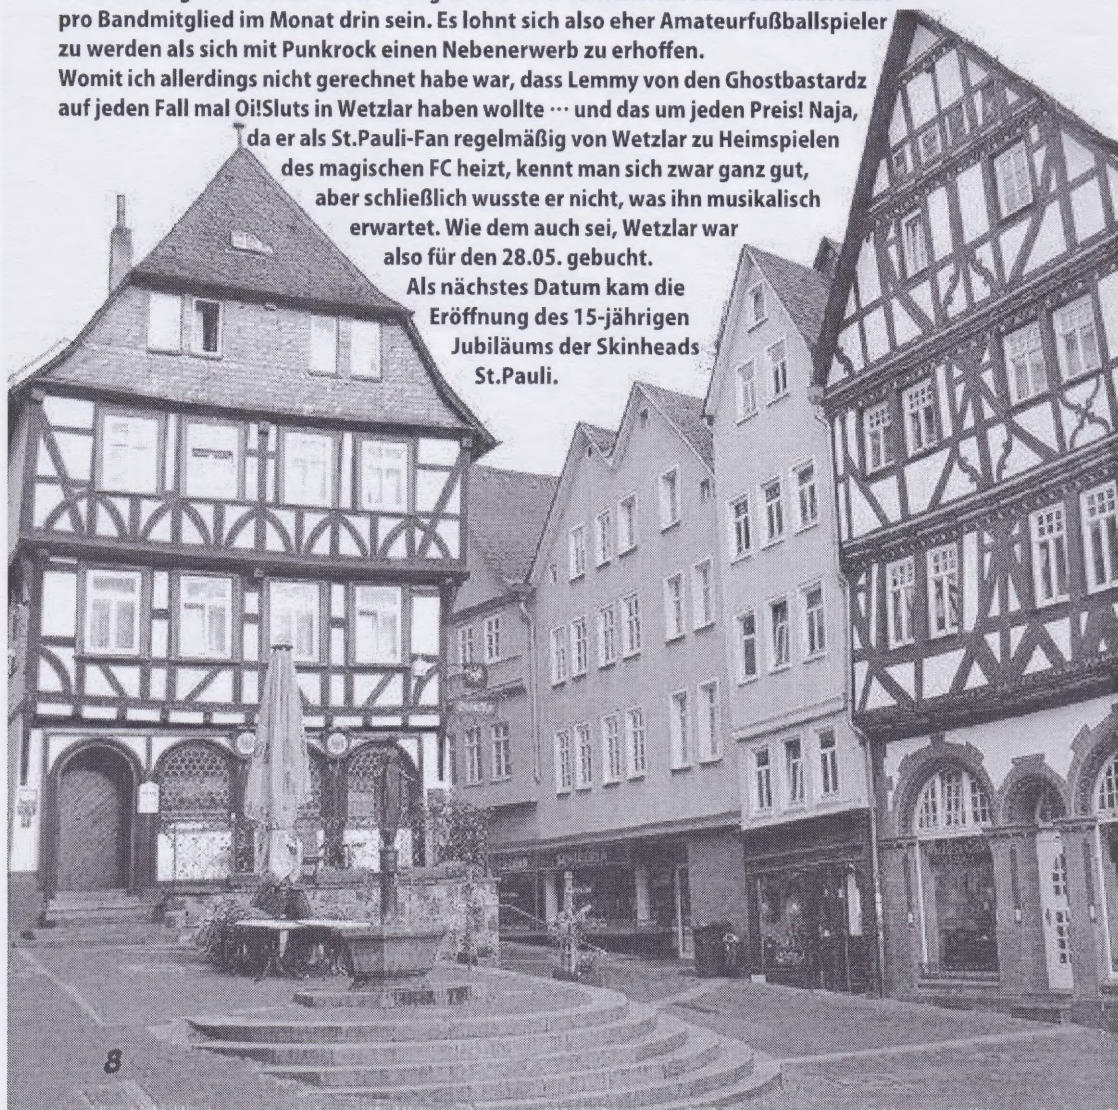 pro Bandmitglied im Monat drin sein. Es lohnt sich also eher Amateurfußballspieler
zu werden als sich mit Punkrock einen Nebenerwerb zu erhoffen.
Womit ich allerdings nicht gerechnet habe war, dass Lemmy von den Ghostbastardz
auf jeden Fall mal Oi!Sluts in Wetzlar haben wollte ··· und das um jeden Preis! Naja,
da er als St.Pauli-Fan regelmäßig von Wetzlar zu Heimspielen
des magischen FC heizt, kennt man sich zwar ganz gut,
aber schließlich wusste er nicht, was ihn musikalisch
erwartet. Wie dem auch sei, Wetzlar war
also für den 28.05. gebucht.
Als nächstes Datum kam die
Eröffnung des 15-jährigen
Jubiläums der Skinheads
St.Pauli.
8